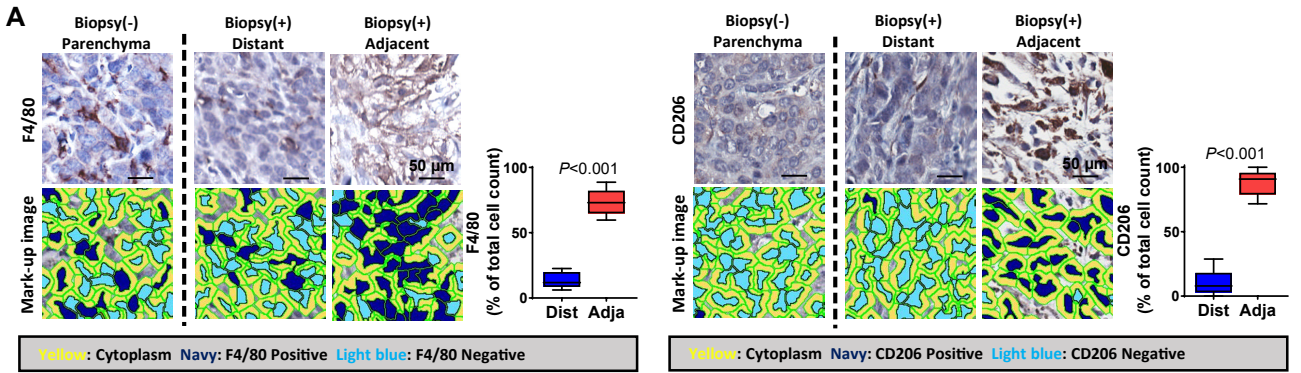 A
Biopsy(-)
Parenchyma
Biopsy(+)
Distant
Biopsy(+)
Adjacent
F4/80
50 µm
Mark-up image
F4/80
(% of total cell count)
100
50
0
P<0.001
Dist Adja
Yellow: Cytoplasm Navy: F4/80 Positive Light blue: F4/80 Negative
Biopsy(-)
Parenchyma
Biopsy(+)
Distant
Biopsy(+)
Adjacent
CD206
50 µm
Mark-up image
CD206
(% of total cell count)
100
50
0
P<0.001
Dist Adja
Yellow: Cytoplasm Navy: CD206 Positive Light blue: CD206 Negative